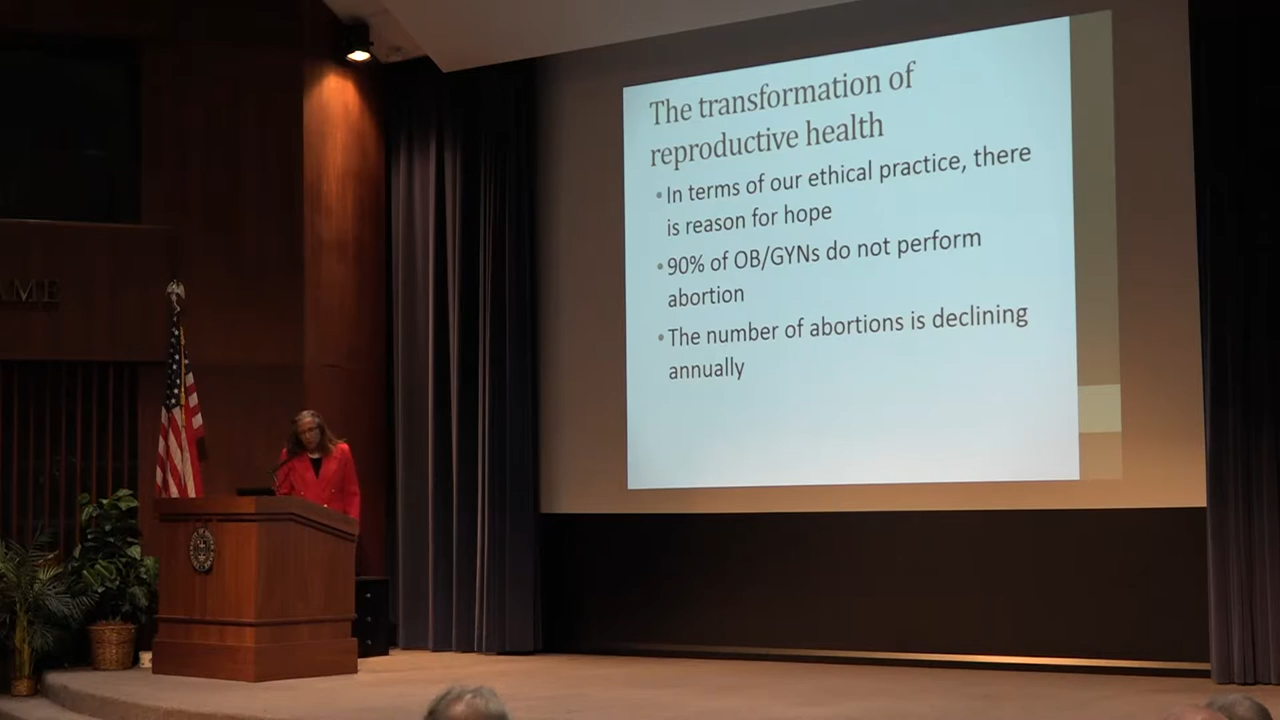 The transformation of
reproductive health
•In terms of our ethical practice, there
is reason for hope
•90% of OB/GYNs do not perform
abortion
•The number of abortions is declining
annually
AME